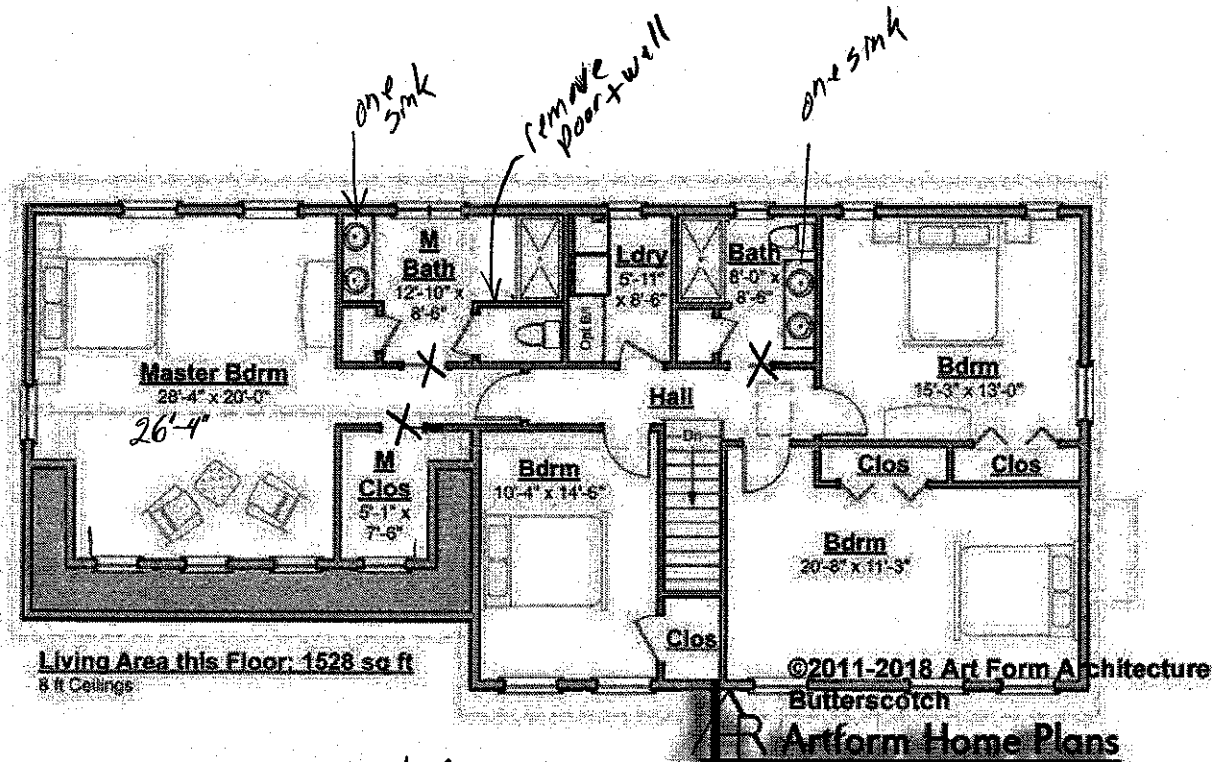 one
sink
remove
door + wall
one sink
M
Bath
12'-10" x
8'-6"
Ldry
5'-11"
x 8'-6"
Bath
8'-0" x
8'-6"
Master Bdrm
26'-4" x 20'-0"
26'-4"
Hall
Bdrm
15'-3" x 13'-0"
M
Clos
5'-1" x
7'-6"
Bdrm
10'-4" x 14'-6"
Dn
Clos
Clos
Bdrm
20'-8" x 11'-3"
Clos
Living Area this Floor: 1528 sq ft
8 ft Ceilings
©2011-2018 Art Form Architecture
Butterscotch
Artform Home Plans